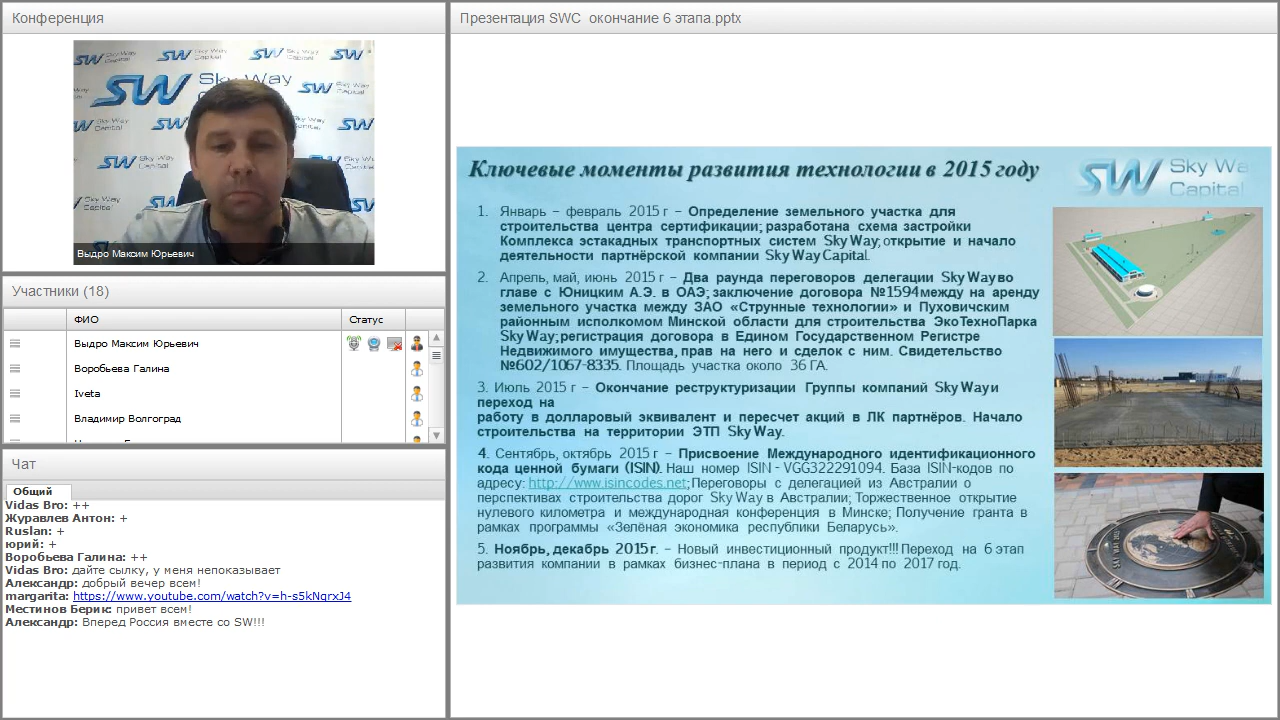 Конференция
SW Sky Way Capital
Выдро Максим Юрьевич
Участники (18)
ФИО Статус
Выдро Максим Юрьевич
Воробьева Галина
Iveta
Владимир Волгоград
Чат
Общий
Vidas Bro: ++
Журавлев Антон: +
Ruslan: +
юрий: +
Воробьева Галина: ++
Vidas Bro: дайте сылку, у меня непоказывает
Александр: добрый вечер всем!
margarita: https://www.youtube.com/watch?v=h-s5kNgrxJ4
Местинов Берик: привет всем!
Александр: Вперед Россия вместе со SW!!!
Презентация SWC окончание 6 этапа.pptx
Ключевые моменты развития технологии в 2015 году
SW Sky Wa
Capital
1. Январь – февраль 2015 г – Определение земельного участка для
строительства центра сертификации; разработана схема застройки
Комплекса эстакадных транспортных систем Sky Way; открытие и начало
деятельности партнёрской компании Sky Way Capital.
2. Апрель, май, июнь 2015 г – Два раунда переговоров делегации Sky Way во
главе с Юницким А.Э. в ОАЭ; заключение договора №1594 между на аренду
земельного участка между ЗАО «Струнные технологии» и Пуховичским
районным исполкомом Минской области для строительства ЭкоТехноПарка
Sky Way; регистрация договора в Едином Государственном Регистре
Недвижимого имущества, прав на него и сделок с ним. Свидетельство
№602/1067-8335. Площадь участка около 36 ГА.
3. Июль 2015 г – Окончание реструктуризации Группы компаний Sky Way и
переход на
работу в долларовый эквивалент и пересчет акций в ЛК партнёров. Начало
строительства на территории ЭТП Sky Way.
4. Сентябрь, октябрь 2015 г – Присвоение Международного идентификационного
кода ценной бумаги (ISIN). Наш номер ISIN - VGG322291094. База ISIN-кодов по
адресу: http://www.isincodes.net; Переговоры с делегацией из Австралии о
перспективах строительства дорог Sky Way в Австралии; Торжественное открытие
нулевого километра и международная конференция в Минске; Получение гранта в
рамках программы «Зелёная экономика республики Беларусь».
5. Ноябрь, декабрь 2015 г. – Новый инвестиционный продукт!!! Переход на 6 этап
развития компании в рамках бизнес-плана в период с 2014 по 2017 год.